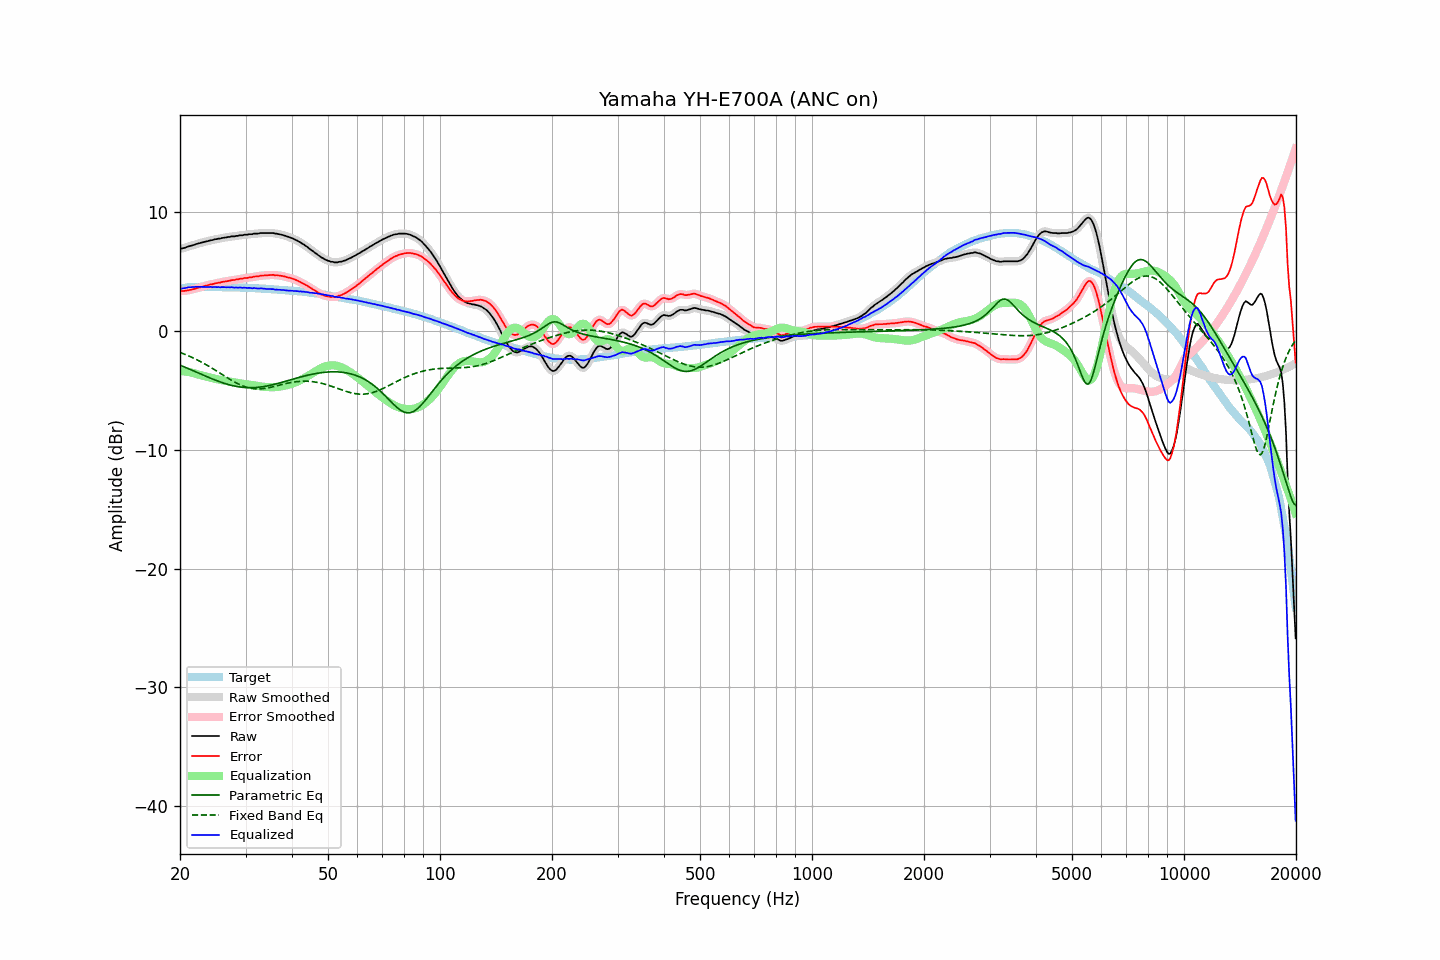 Yamaha YH-E700A (ANC on)
Amplitude (dBr)
10
0
−10
−20
−30
−40
Target
Raw Smoothed
Error Smoothed
Raw
Error
Equalization
Parametric Eq
Fixed Band Eq
Equalized
20 50 100 200 500 1000 2000 5000 10000 20000
Frequency (Hz)